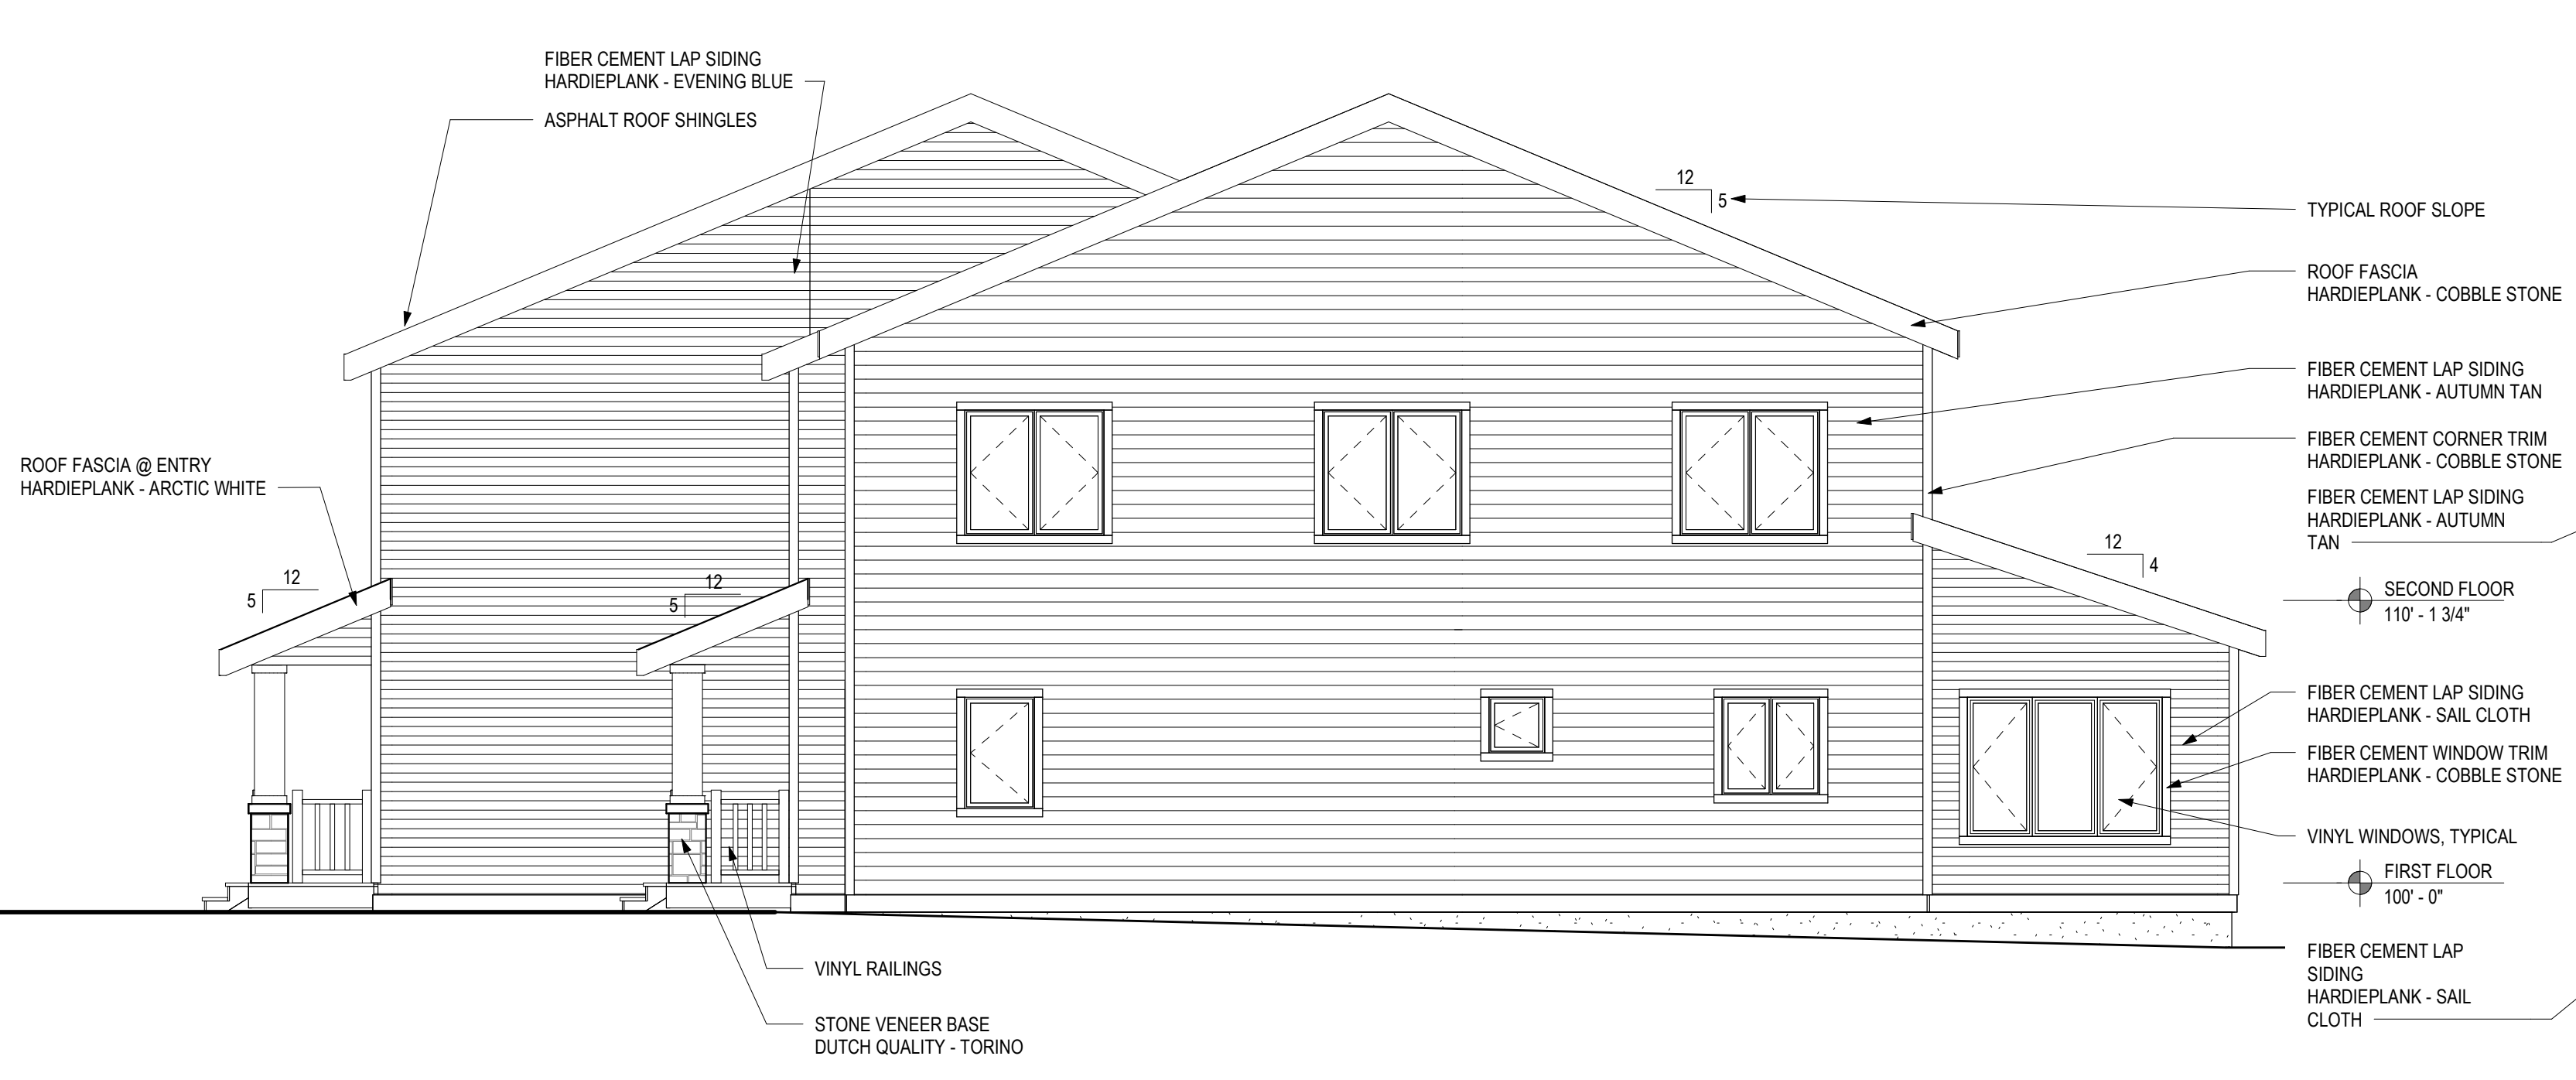 FIBER CEMENT LAP SIDING
HARDIEPLANK - EVENING BLUE
ASPHALT ROOF SHINGLES
12
5
TYPICAL ROOF SLOPE
ROOF FASCIA
HARDIEPLANK - COBBLE STONE
FIBER CEMENT LAP SIDING
HARDIEPLANK - AUTUMN TAN
FIBER CEMENT CORNER TRIM
HARDIEPLANK - COBBLE STONE
FIBER CEMENT LAP SIDING
HARDIEPLANK - AUTUMN
TAN
ROOF FASCIA @ ENTRY
HARDIEPLANK - ARCTIC WHITE
12
5
12
5
12
4
SECOND FLOOR
110' - 1 3/4"
FIBER CEMENT LAP SIDING
HARDIEPLANK - SAIL CLOTH
FIBER CEMENT WINDOW TRIM
HARDIEPLANK - COBBLE STONE
VINYL WINDOWS, TYPICAL
FIRST FLOOR
100' - 0"
FIBER CEMENT LAP
SIDING
HARDIEPLANK - SAIL
CLOTH
VINYL RAILINGS
STONE VENEER BASE
DUTCH QUALITY - TORINO